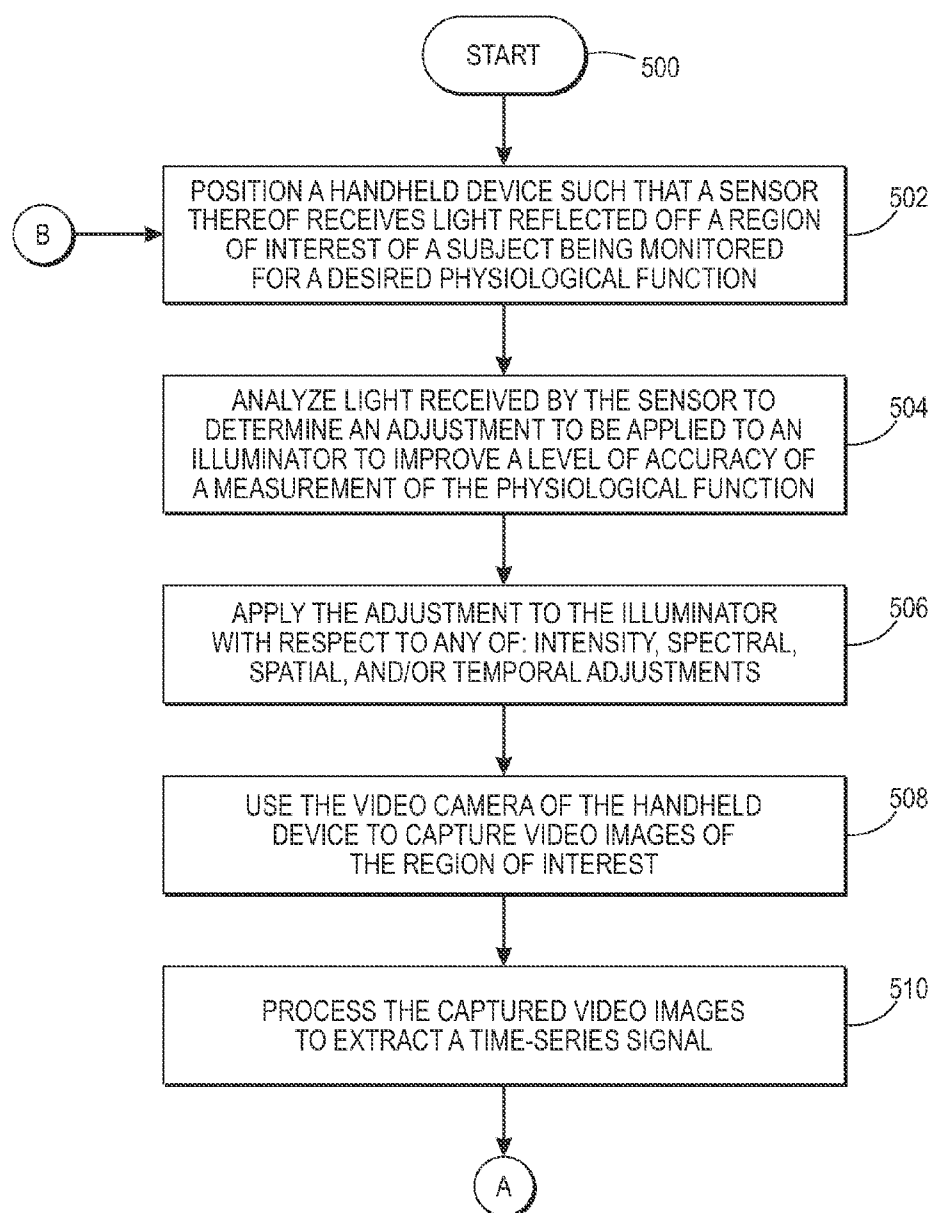 START
500
POSITION A HANDHELD DEVICE SUCH THAT A SENSOR
THEREOF RECEIVES LIGHT REFLECTED OFF A REGION
OF INTEREST OF A SUBJECT BEING MONITORED
FOR A DESIRED PHYSIOLOGICAL FUNCTION
502
B
ANALYZE LIGHT RECEIVED BY THE SENSOR TO
DETERMINE AN ADJUSTMENT TO BE APPLIED TO AN
ILLUMINATOR TO IMPROVE A LEVEL OF ACCURACY OF
A MEASUREMENT OF THE PHYSIOLOGICAL FUNCTION
504
APPLY THE ADJUSTMENT TO THE ILLUMINATOR
WITH RESPECT TO ANY OF: INTENSITY, SPECTRAL,
SPATIAL, AND/OR TEMPORAL ADJUSTMENTS
506
USE THE VIDEO CAMERA OF THE HANDHELD
DEVICE TO CAPTURE VIDEO IMAGES OF
THE REGION OF INTEREST
508
PROCESS THE CAPTURED VIDEO IMAGES
TO EXTRACT A TIME-SERIES SIGNAL
510
A